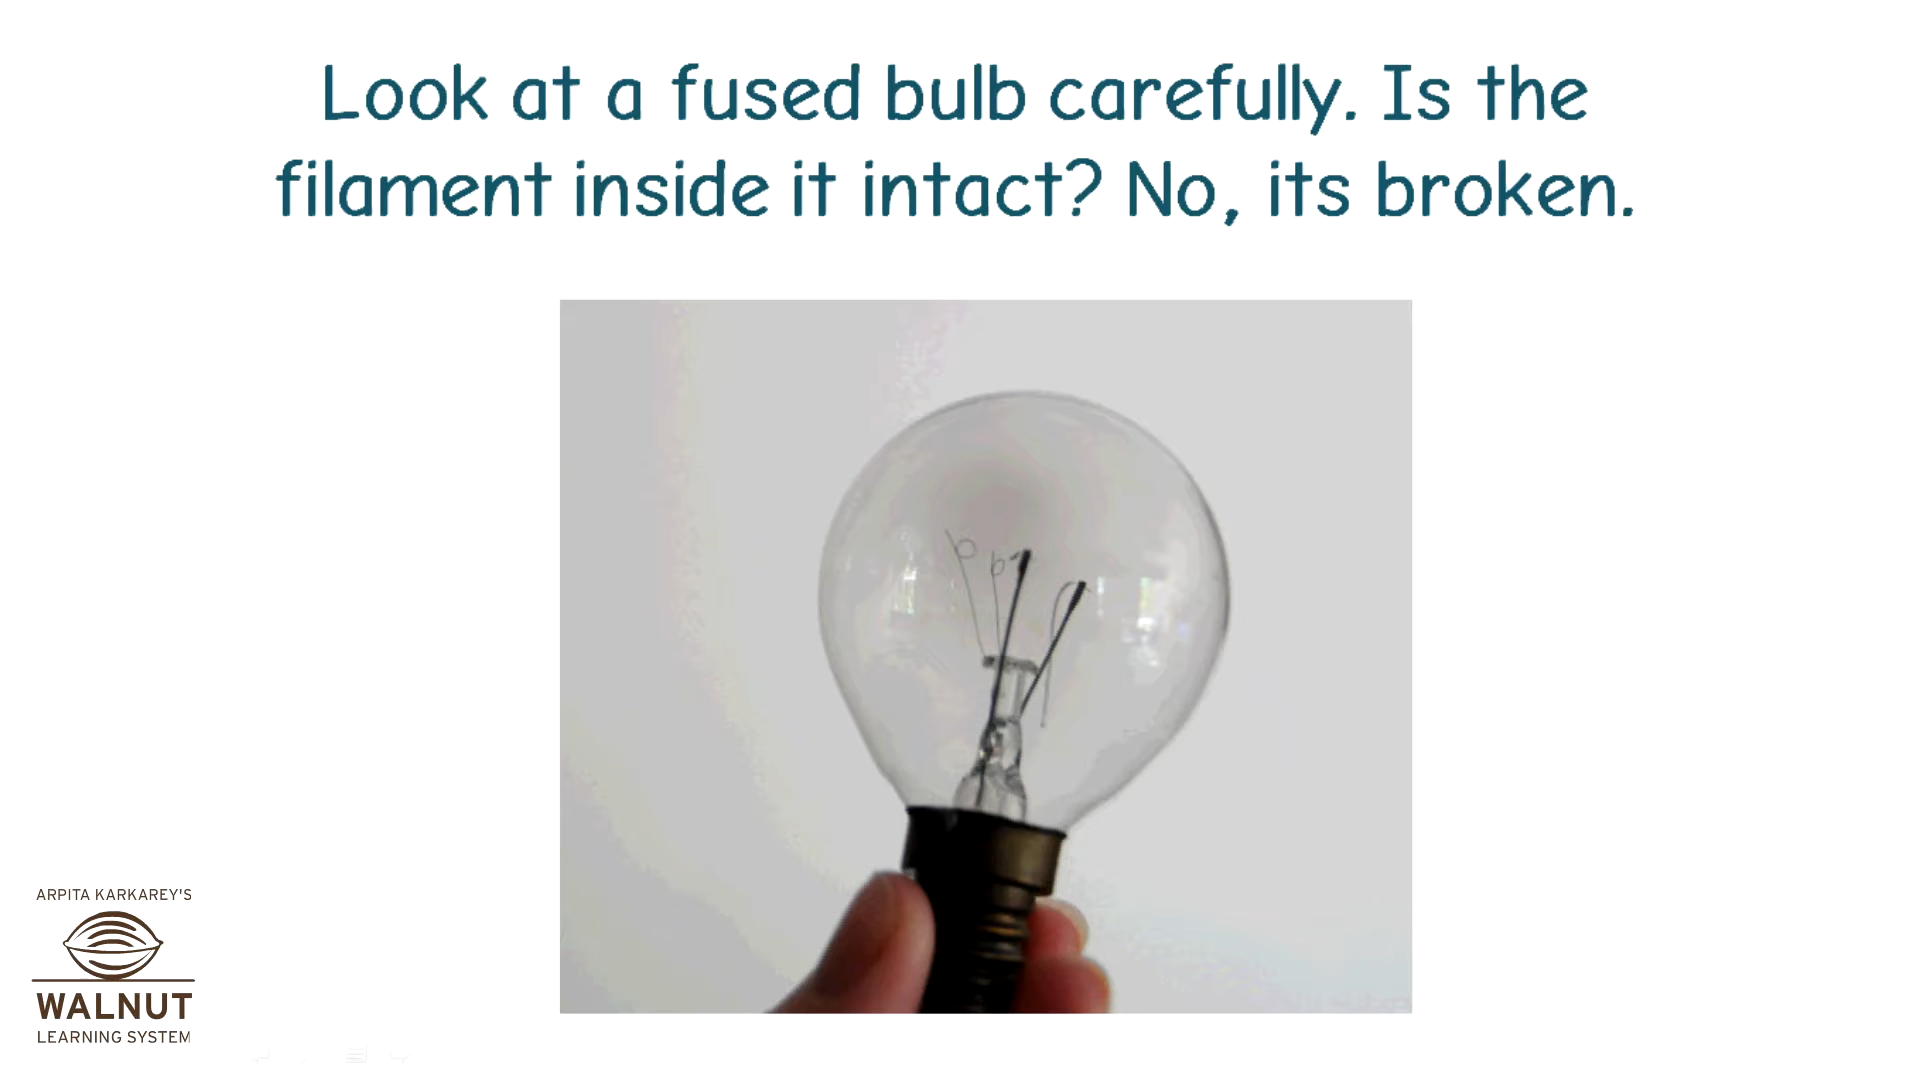 Look at a fused bulb carefully. Is the
filament inside it intact? No, its broken.
ARPITA KARKAREY'S
WALNUT
LEARNING SYSTEM